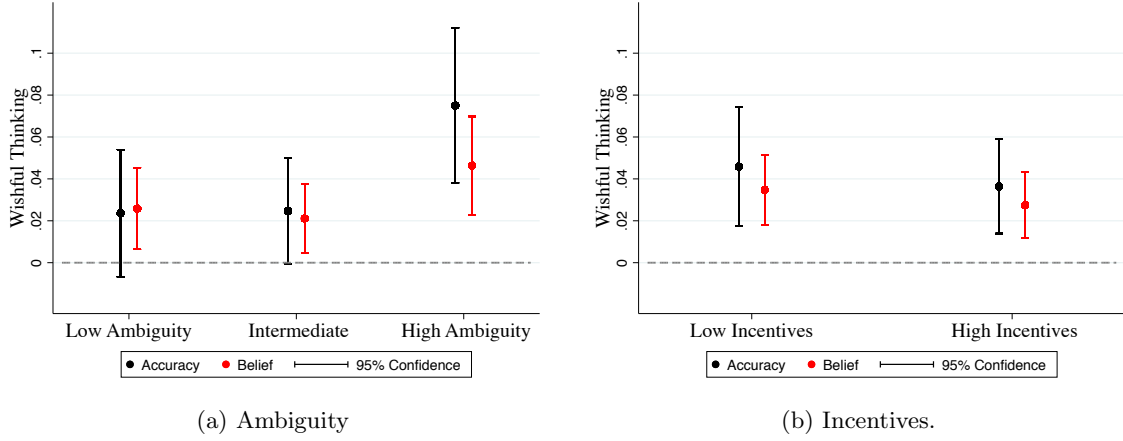 Wishful Thinking
.1
.08
.06
.04
.02
0
Low Ambiguity Intermediate High Ambiguity
Accuracy Belief 95% Confidence
(a) Ambiguity
Wishful Thinking
.1
.08
.06
.04
.02
0
Low Incentives High Incentives
Accuracy Belief 95% Confidence
(b) Incentives.